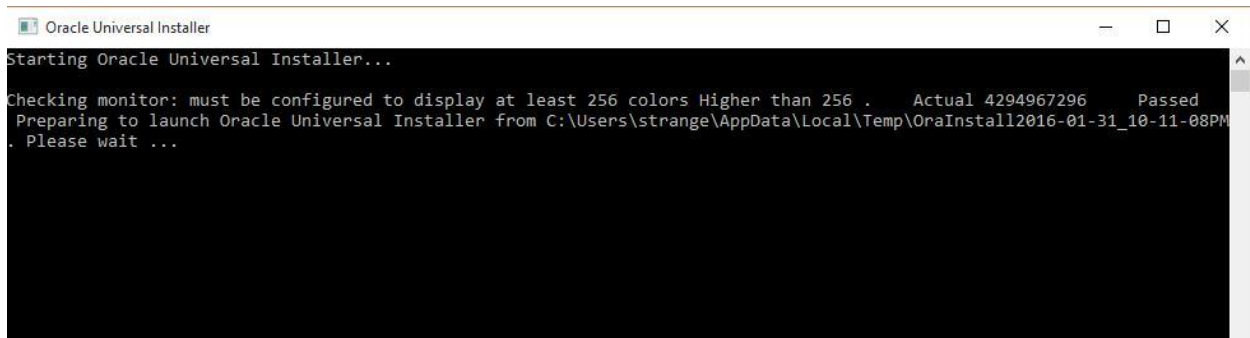 Oracle Universal Installer
Starting Oracle Universal Installer...
Checking monitor: must be configured to display at least 256 colors Higher than 256 .    Actual 4294967296     Passed
 Preparing to launch Oracle Universal Installer from C:\Users\strange\AppData\Local\Temp\OraInstall2016-01-31_10-11-08PM
. Please wait ...